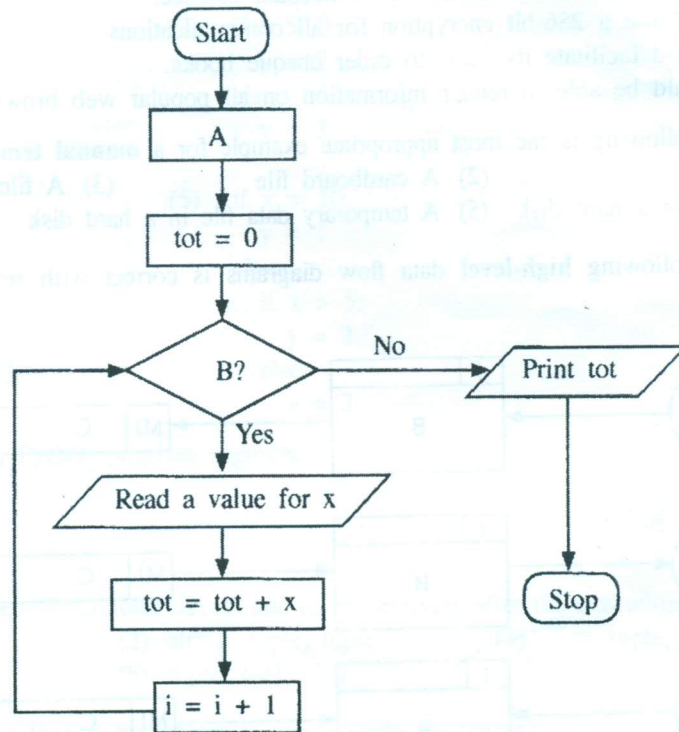 Start
A
tot = 0
B?
No
Print tot
Yes
Read a value for x
tot = tot + x
Stop
i = i + 1